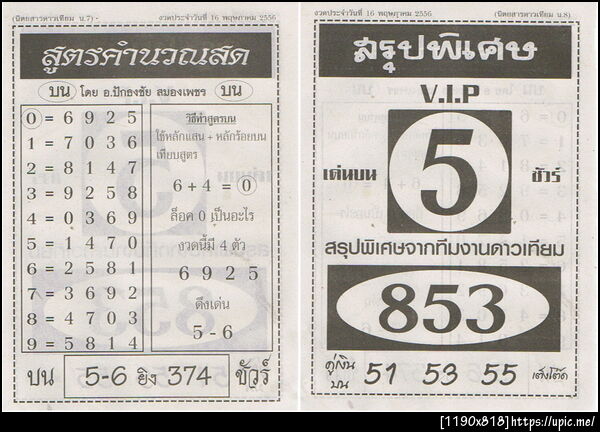 (นิตยสารดาวเทียม น.7) -
งวดประจำวันที่ 16 พฤษภาคม 2556
สูตรคำนวณสด
บน โดย อ.ปักธงชัย สมองเพชร บน
0 = 6 9 2 5
1 = 7 0 3 6
2 = 8 1 4 7
3 = 9 2 5 8
4 = 0 3 6 9
5 = 1 4 7 0
6 = 2 5 8 1
7 = 3 6 9 2
8 = 4 7 0 3
9 = 5 8 1 4
วิธีทำสูตรบน
ใช้หลักแสน + หลักร้อยบน
เทียบสูตร
6 + 4 = 0
ล็อค 0 เป็นอะไร
งวดนี้มี 4 ตัว
6 9 2 5
ดึงเด่น
5 - 6
บน 5-6 ยิง 374 ชัวร์
งวดประจำวันที่ 16 พฤษภาคม 2556
(นิตยสารดาวเทียม น.8)
สรุปพิเศษ
V.I.P
เด่นบน 5 ชัวร์
สรุปพิเศษจากทีมงานดาวเทียม
853
คู่เงิน
บน
51 53 55 เต็งโต๊ด
[1190x818]https://upic.me/